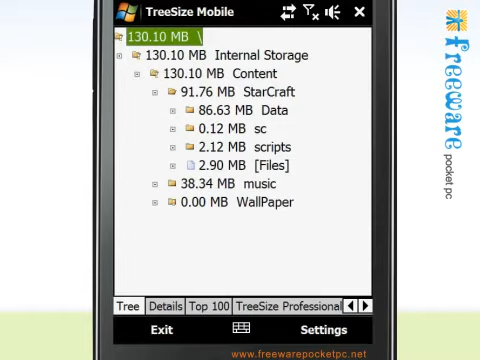 TreeSize Mobile
130.10 MB \
130.10 MB Internal Storage
130.10 MB Content
91.76 MB StarCraft
86.63 MB Data
0.12 MB sc
2.12 MB scripts
2.90 MB [Files]
38.34 MB music
0.00 MB WallPaper
Tree Details Top 100 TreeSize Professional
Exit Settings
freeware
pocket pc
www.freewarepocketpc.net